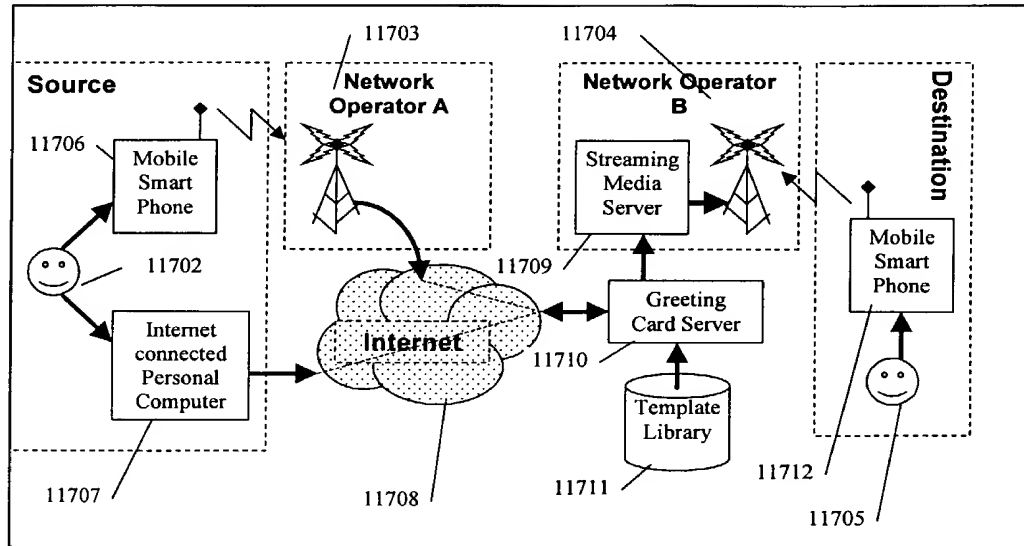 11703
11704
Source
Network
Operator A
Network Operator
B
Destination
11706
Mobile
Smart
Phone
Streaming
Media
Server
11702
11709
Mobile
Smart
Phone
Internet
connected
Personal
Computer
Internet
Greeting
Card Server
11710
Template
Library
11707
11708
11711
11712
11705